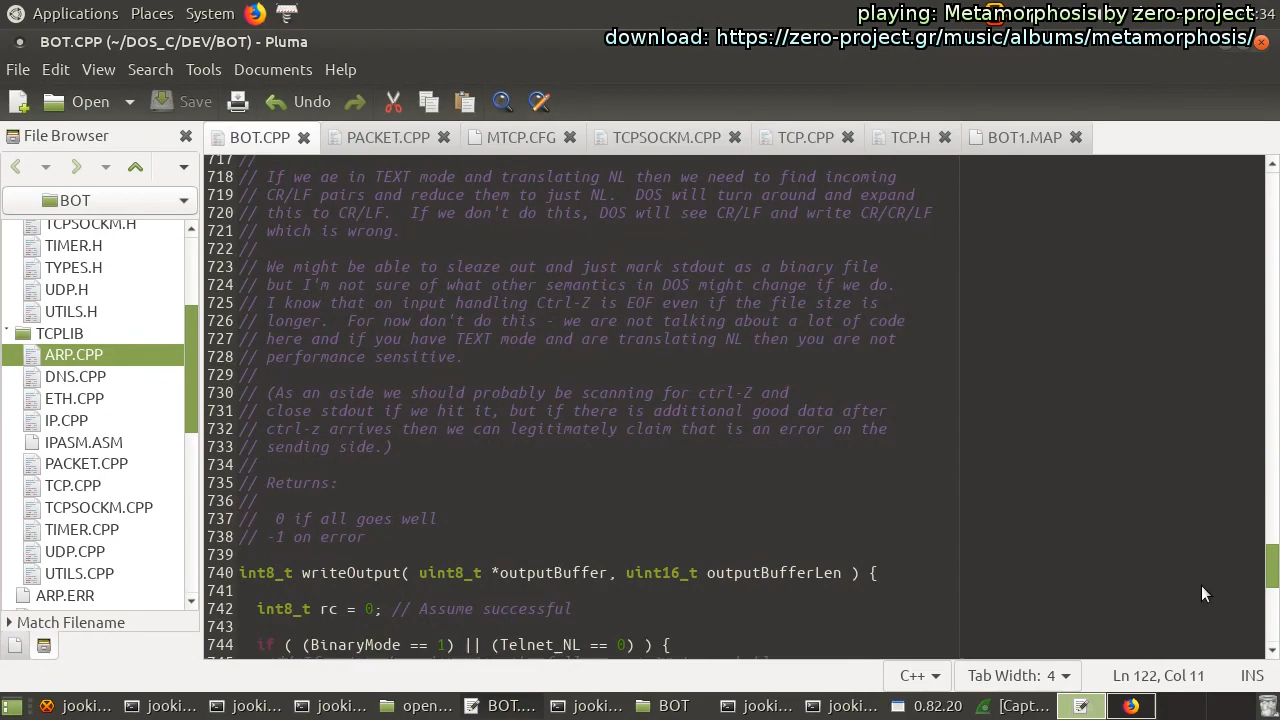 Applications Places System
:34
playing: Metamorphosis by zero-project
download: https://zero-project.gr/music/albums/metamorphosis/
BOT.CPP (~/DOS_C/DEV/BOT) - Pluma
File Edit View Search Tools Documents Help
Open Save Undo
File Browser
BOT.CPP PACKET.CPP MTCP.CFG TCPSOCKM.CPP TCP.CPP TCP.H BOT1.MAP
BOT
TCPSOCKM.H
TIMER.H
TYPES.H
UDP.H
UTILS.H
TCPLIB
ARP.CPP
DNS.CPP
ETH.CPP
IP.CPP
IPASM.ASM
PACKET.CPP
TCP.CPP
TCPSOCKM.CPP
TIMER.CPP
UDP.CPP
UTILS.CPP
ARP.ERR
Match Filename
717 //
718 // If we ae in TEXT mode and translating NL then we need to find incoming
719 // CR/LF pairs and reduce them to just NL.  DOS will turn around and expand
720 // this to CR/LF.  If we don't do this, DOS will see CR/LF and write CR/CR/LF
721 // which is wrong.
722 //
723 // We might be able to sleaze out and just mark stdout as a binary file
724 // but I'm not sure of what other semantics in DOS might change if we do.
725 // I know that on input handling Ctrl-Z is EOF even if the file size is
726 // longer.  For now don't do this - we are not talking about a lot of code
727 // here and if you have TEXT mode and are translating NL then you are not
728 // performance sensitive.
729 //
730 // (As an aside we should probably be scanning for ctrl-Z and
731 // close stdout if we hit it, but if there is additional good data after
732 // ctrl-z arrives then we can legitimately claim that is an error on the
733 // sending side.)
734 //
735 // Returns:
736 //
737 //  0 if all goes well
738 // -1 on error
739
740 int8_t writeOutput( uint8_t *outputBuffer, uint16_t outputBufferLen ) {
741
742   int8_t rc = 0; // Assume successful
743
744   if ( (BinaryMode == 1) || (Telnet_NL == 0) ) {
C++ Tab Width: 4 Ln 122, Col 11 INS
jooki... jooki... jooki... jooki... open... BOT.... jooki... BOT jooki... jooki... 0.82.20 [Capt...